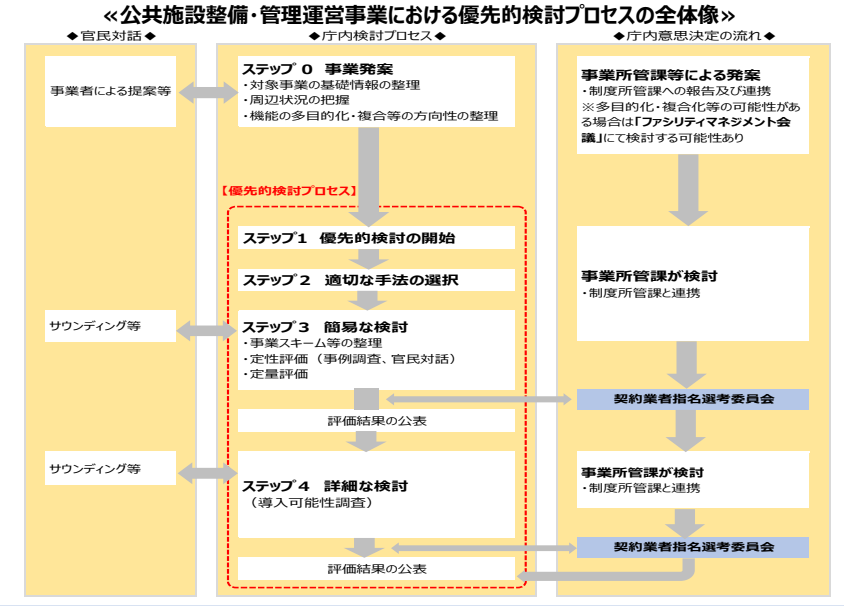 ≪公共施設整備・管理運営事業における優先的検討プロセスの全体像≫
◆官民対話◆
事業者による提案等
サウンディング等
サウンディング等
◆庁内検討プロセス◆
ステップ０ 事業発案
・対象事業の基礎情報の整理
・周辺状況の把握
・機能の多目的化・複合等の方向性の整理
【優先的検討プロセス】
ステップ1 優先的検討の開始
ステップ２ 適切な手法の選択
ステップ３ 簡易な検討
・事業スキーム等の整理
・定性評価（事例調査、官民対話）
・定量評価
評価結果の公表
ステップ４ 詳細な検討
（導入可能性調査）
評価結果の公表
◆庁内意思決定の流れ◆
事業所管課等による発案
・制度所管課への報告及び連携
※多目的化・複合化等の可能性があ
る場合は「ファシリティマネジメント会
議」にて検討する可能性あり
事業所管課が検討
・制度所管課と連携
契約業者指名選考委員会
事業所管課が検討
・制度所管課と連携
契約業者指名選考委員会